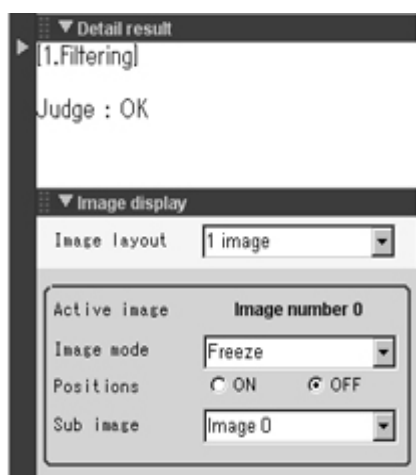 Detail result
[1.Filtering]
Judge : OK
Image display
Image layout 1 image
Active image Image number 0
Image mode Freeze
Positions ON OFF
Sub image Image 0